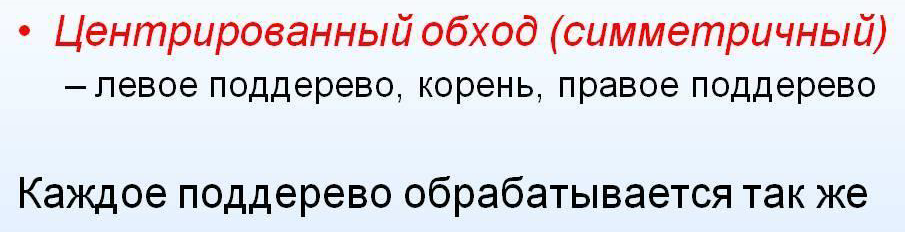 • Центрированный обход (симметричный)
– левое поддерево, корень, правое поддерево
Каждое поддерево обрабатывается так же